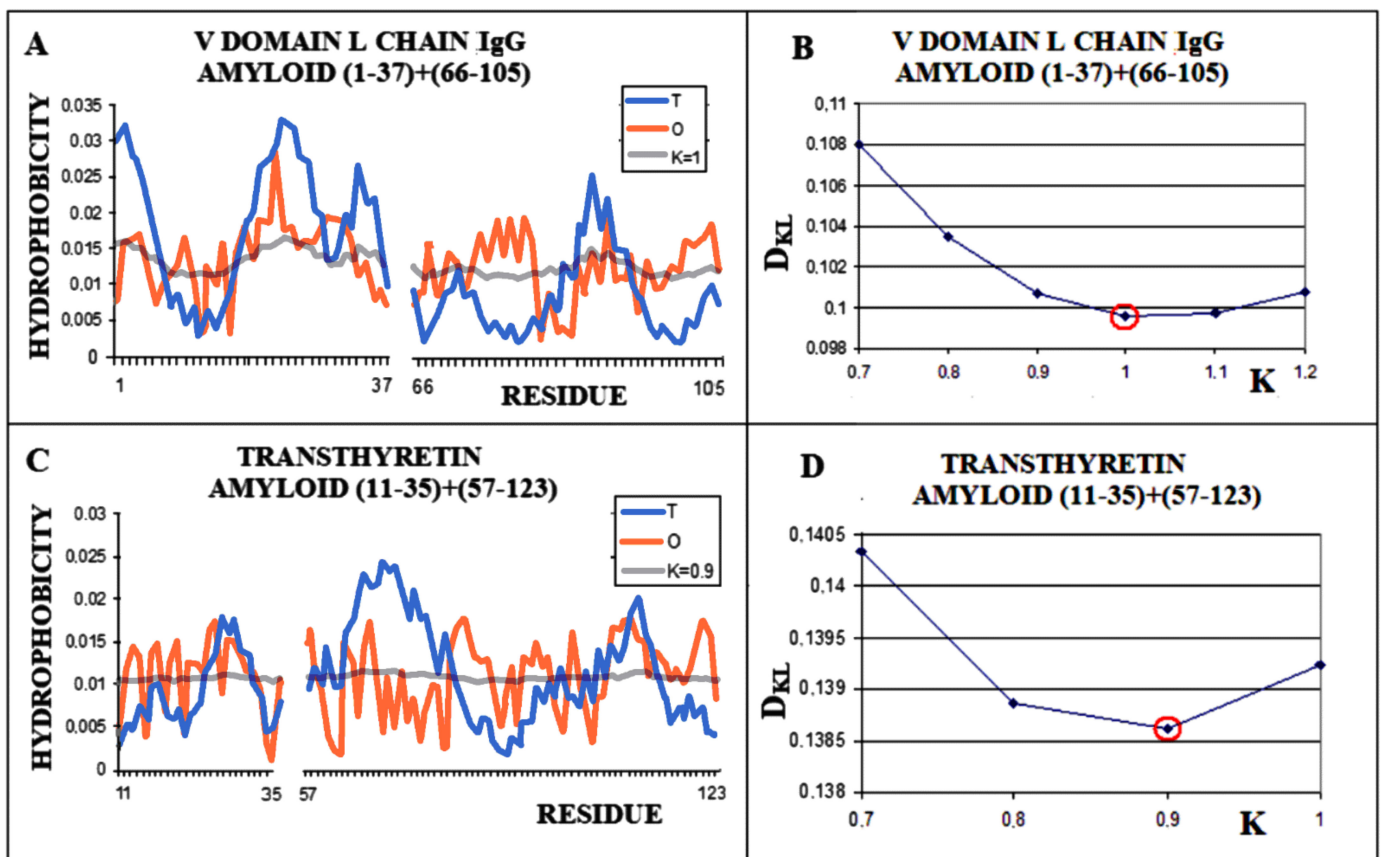 A
V DOMAIN L CHAIN IgG
AMYLOID (1-37)+(66-105)
HYDROPHOBICITY
0.035
0.03
0.025
0.02
0.015
0.01
0.005
0
T
O
K=1
1
37
66
105
RESIDUE
B
V DOMAIN L CHAIN IgG
AMYLOID (1-37)+(66-105)
DKL
0,11
0.108
0.106
0.104
0.102
0.1
0.098
0.7
0.8
0.9
1
1.1
1.2
K
C
TRANSTHYRETIN
AMYLOID (11-35)+(57-123)
HYDROPHOBICITY
0.03
0.025
0.02
0.015
0.01
0.005
0
T
O
K=0.9
11
35
57
123
RESIDUE
D
TRANSTHYRETIN
AMYLOID (11-35)+(57-123)
DKL
0,1405
0.14
0.1395
0.139
0.1385
0.138
0.7
0,8
0.9
1
K